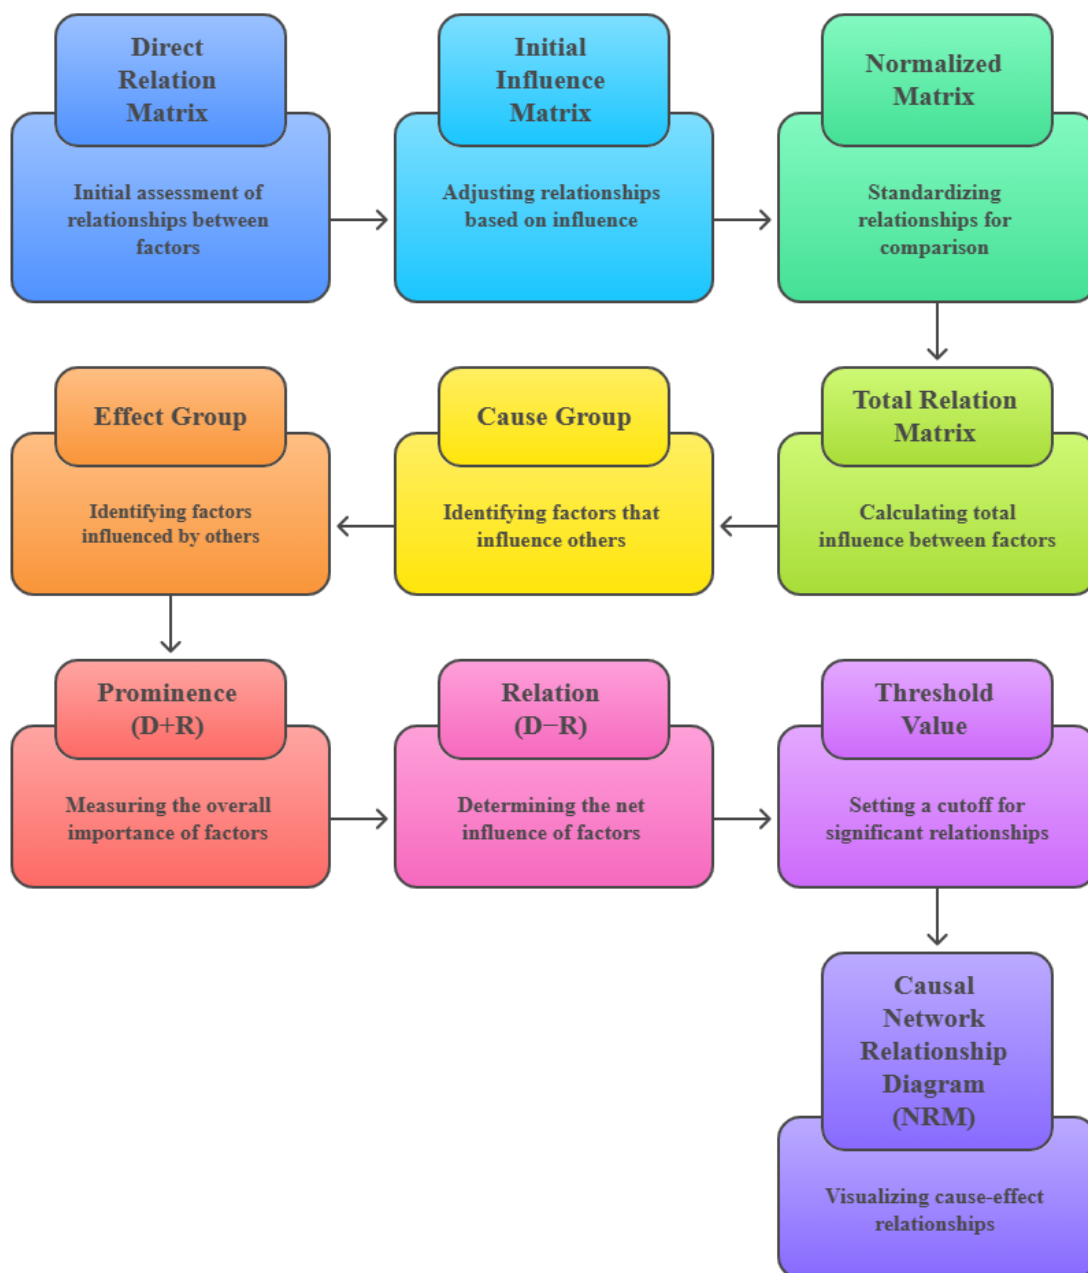 Direct
Relation
Matrix
Initial assessment of
relationships between
factors
Initial
Influence
Matrix
Adjusting relationships
based on influence
Normalized
Matrix
Standardizing
relationships for
comparison
Total Relation
Matrix
Calculating total
influence between factors
Cause Group
Identifying factors that
influence others
Effect Group
Identifying factors
influenced by others
Prominence
(D+R)
Measuring the overall
importance of factors
Relation
(D−R)
Determining the net
influence of factors
Threshold
Value
Setting a cutoff for
significant relationships
Causal
Network
Relationship
Diagram
(NRM)
Visualizing cause-effect
relationships